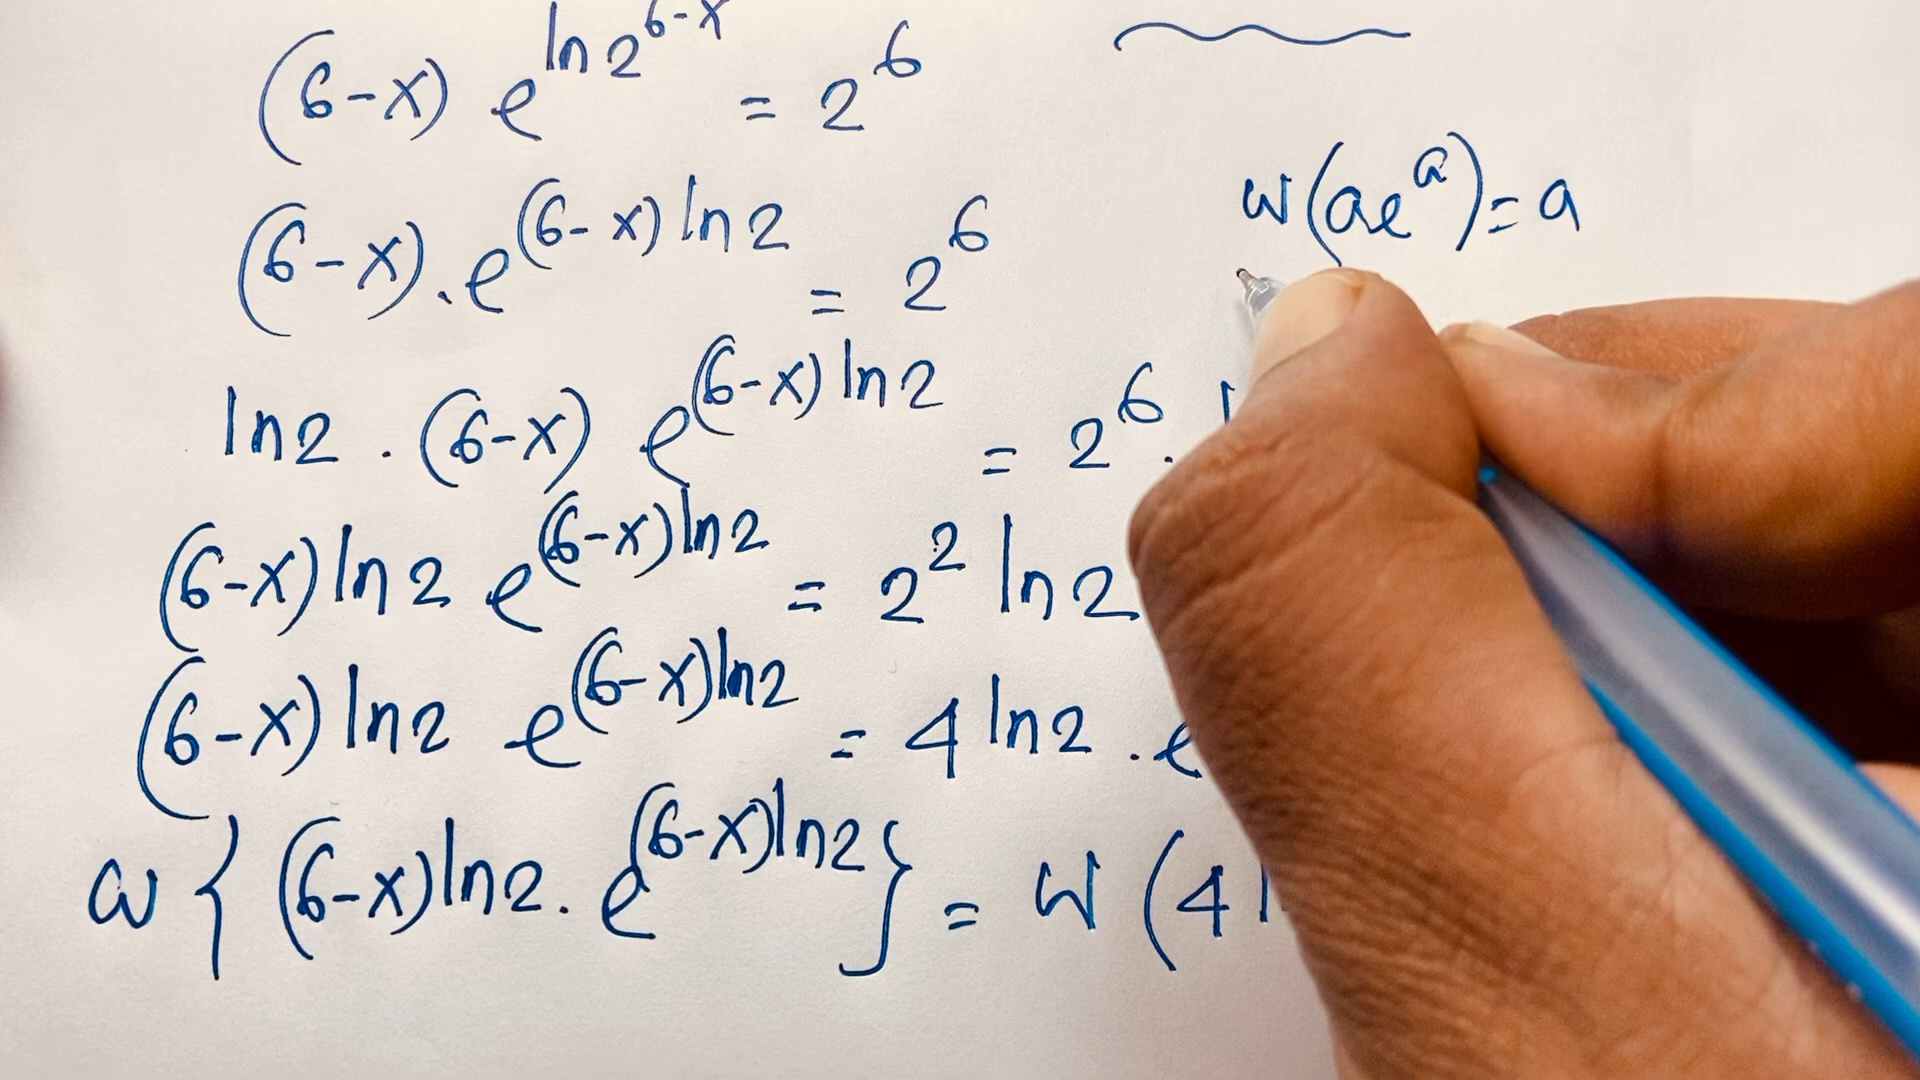 (6-x) e^{ln 2^{6-x}} = 2^6
(6-x) . e^{(6-x) ln 2} = 2^6
ln 2 . (6-x) e^{(6-x) ln 2} = 2^6 .
(6-x) ln 2 e^{(6-x) ln 2} = 2^2 ln 2
(6-x) ln 2 e^{(6-x) ln 2} = 4 ln 2 . e
W { (6-x) ln 2 . e^{(6-x) ln 2} } = W (4
W(ae^a) = a